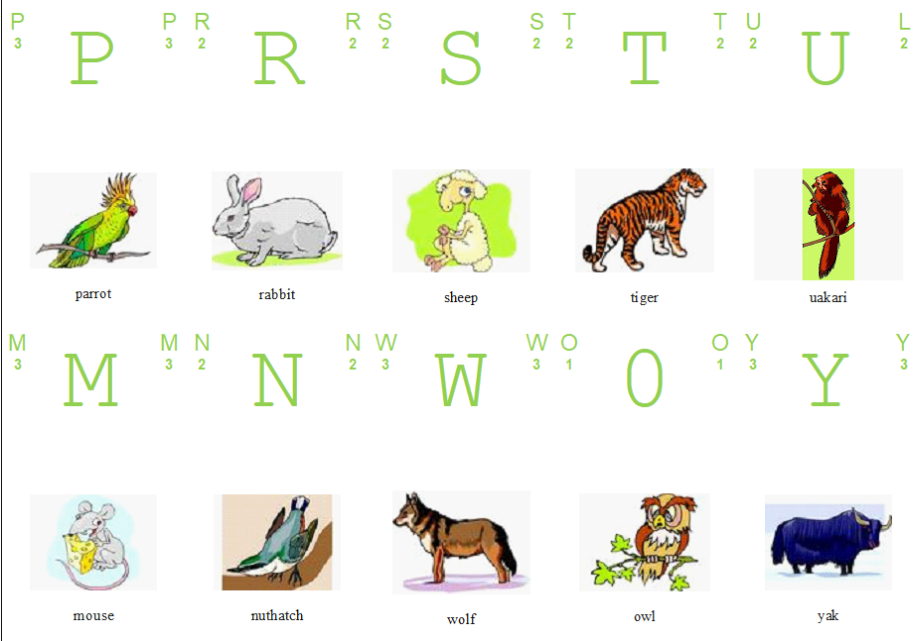 P P R R S S T T U L
3 3 2 2 2 2 2 2 2 2
P R S T U
parrot rabbit sheep tiger uakari
M M N N W W O O Y Y
3 3 2 2 3 3 1 1 3 3
M N W O Y
mouse nuthatch wolf owl yak